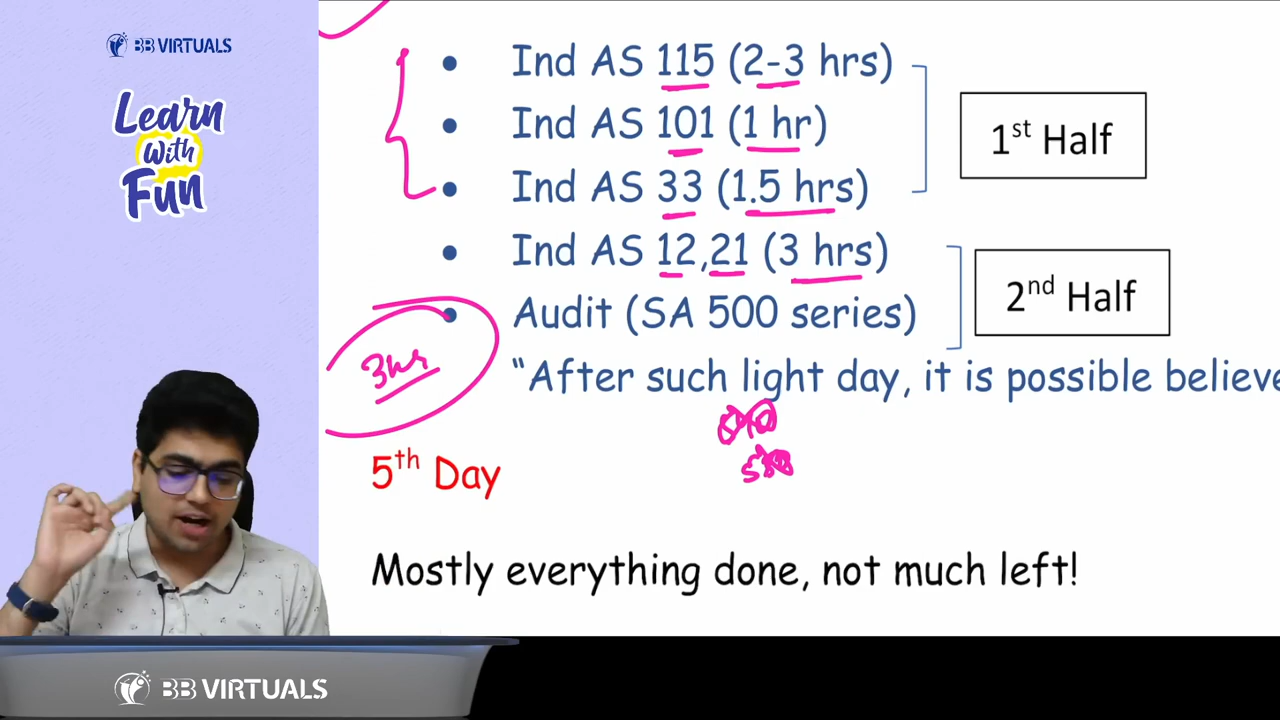 BB VIRTUALS
Learn
With
Fun
• Ind AS 115 (2-3 hrs)
• Ind AS 101 (1 hr)
• Ind AS 33 (1.5 hrs)
1st Half
• Ind AS 12,21 (3 hrs)
• Audit (SA 500 series)
2nd Half
3hrs
“After such light day, it is possible believe
5th Day
Mostly everything done, not much left!
BB VIRTUALS